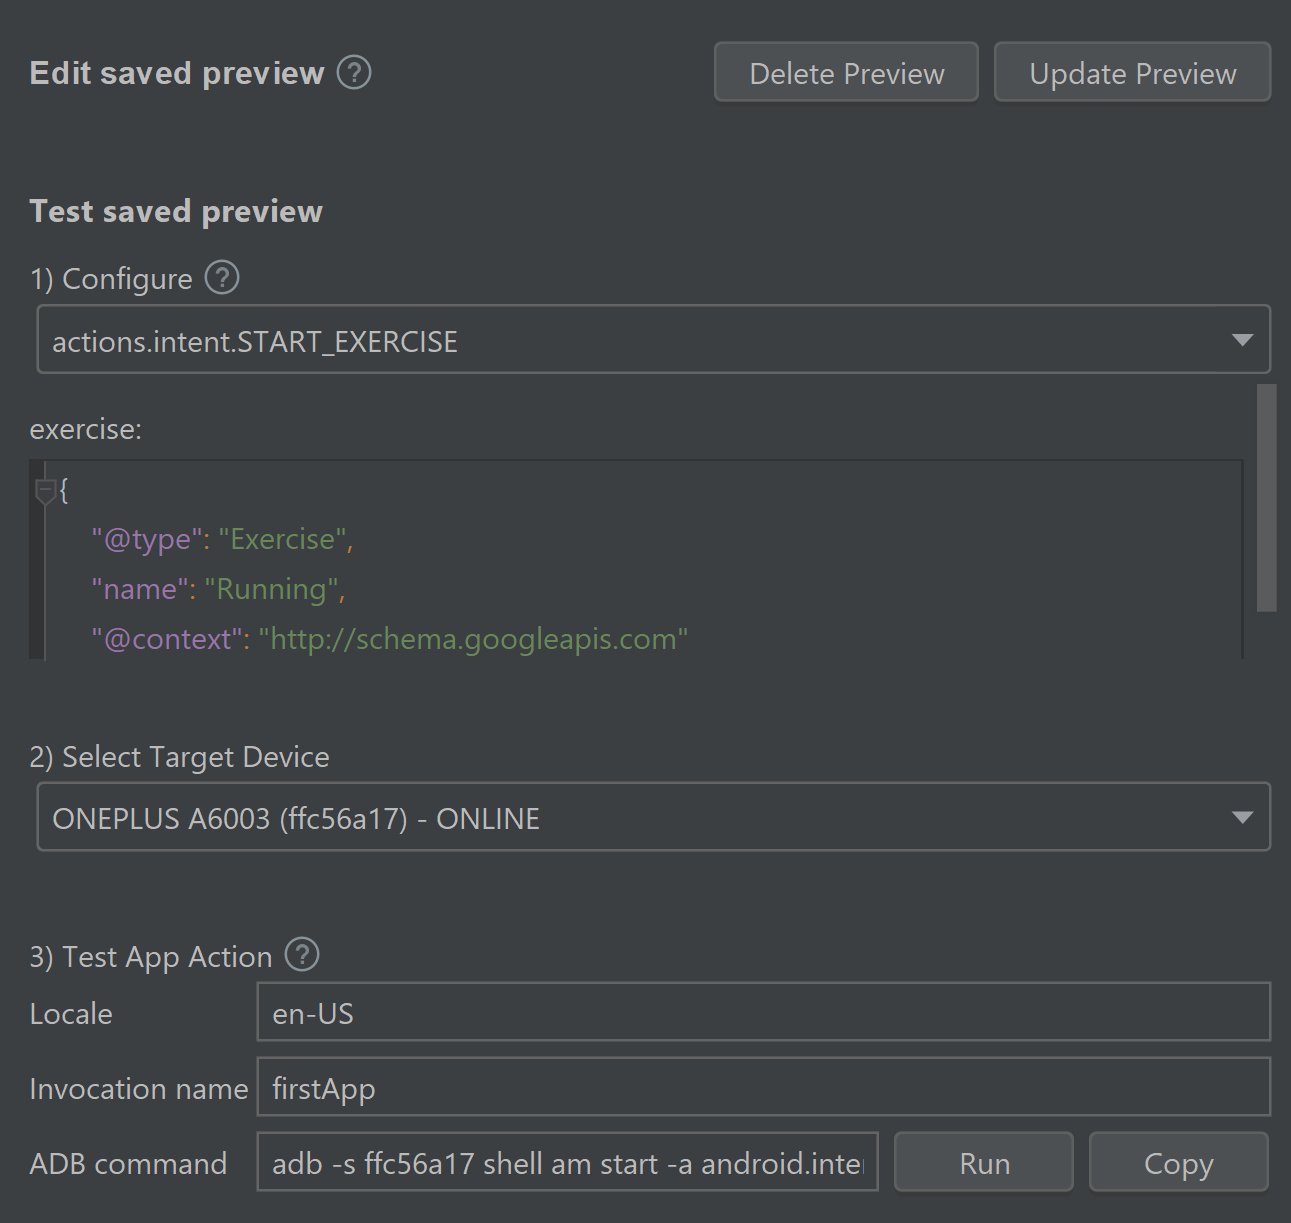 Edit saved preview ?
Delete Preview
Update Preview
Test saved preview
1) Configure ?
actions.intent.START_EXERCISE
exercise:
{
"@type": "Exercise",
"name": "Running",
"@context": "http://schema.googleapis.com"
2) Select Target Device
ONEPLUS A6003 (ffc56a17) - ONLINE
3) Test App Action ?
Locale
en-US
Invocation name
firstApp
ADB command
adb -s ffc56a17 shell am start -a android.inte
Run
Copy